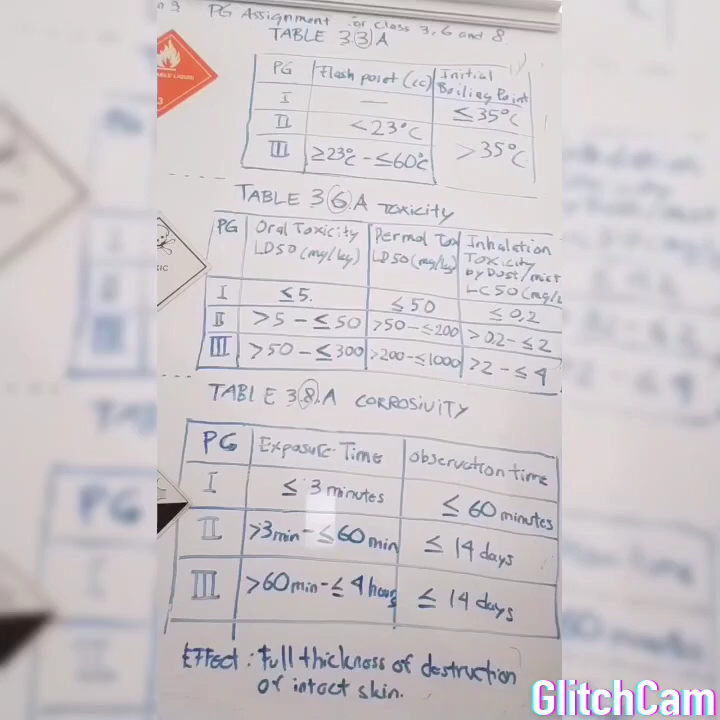 PG Assignment for class 3, 6 and 8.
TABLE 3.3.A
PG | Flash point (cc) | Initial Boiling Point
I | — | ≤35°C
II | <23°C | >35°C
III | ≥23°C - ≤60°C
ABLE LIQUID
3
TABLE 3.6.A TOXICITY
PG | Oral Toxicity LD50 (mg/kg) | Permal Tox LD50 (mg/kg) | Inhalation Toxicity by Dust/mist LC50 (mg/L
I | ≤5. | ≤50 | ≤0,2
II | >5 - ≤50 | >50 - ≤200 | >0.2 - ≤2
III | >50 - ≤300 | >200 - ≤1000 | >2 - ≤4
IC
TABLE 3.8.A CORROSIVITY
PG | Exposure Time | observation time
I | ≤ 3 minutes | ≤ 60 minutes
II | >3min - ≤60 min | ≤ 14 days
III | >60min - ≤ 4 hours | ≤ 14 days
Effect : Full thickness of destruction
of intact skin.
GlitchCam